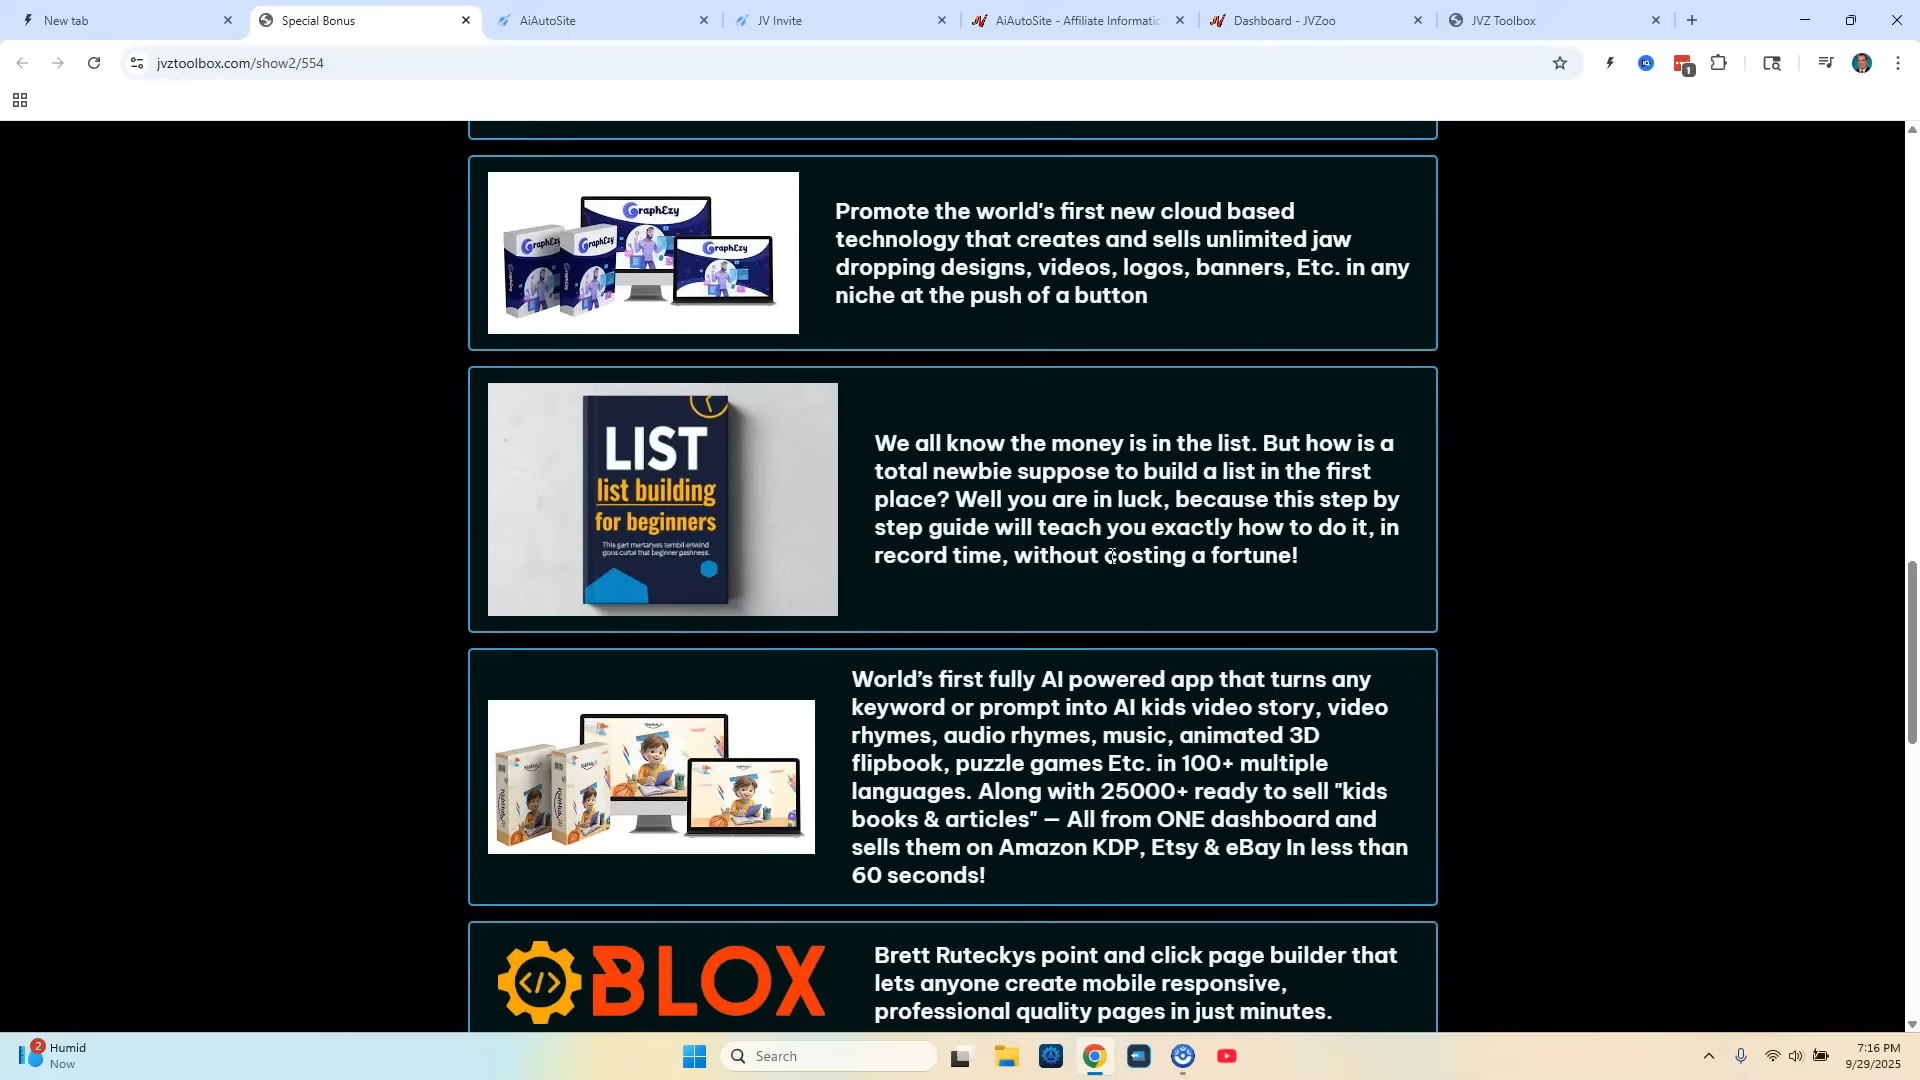 New tab
Special Bonus
AiAutoSite
JV Invite
AiAutoSite - Affiliate Informatic
Dashboard - JVZoo
JVZ Toolbox
jvztoolbox.com/show2/554
1
GraphEzy
GraphEzy
GraphEzy
GraphEzy
Promote the world's first new cloud based
technology that creates and sells unlimited jaw
dropping designs, videos, logos, banners, Etc. in any
niche at the push of a button
LIST
list building
for beginners
We all know the money is in the list. But how is a
total newbie suppose to build a list in the first
place? Well you are in luck, because this step by
step guide will teach you exactly how to do it, in
record time, without costing a fortune!
World’s first fully AI powered app that turns any
keyword or prompt into AI kids video story, video
rhymes, audio rhymes, music, animated 3D
flipbook, puzzle games Etc. in 100+ multiple
languages. Along with 25000+ ready to sell "kids
books & articles" — All from ONE dashboard and
sells them on Amazon KDP, Etsy & eBay In less than
60 seconds!
</> BLOX
Brett Ruteckys point and click page builder that
lets anyone create mobile responsive,
professional quality pages in just minutes.
2
Humid
Now
Search
7:16 PM
9/29/2025